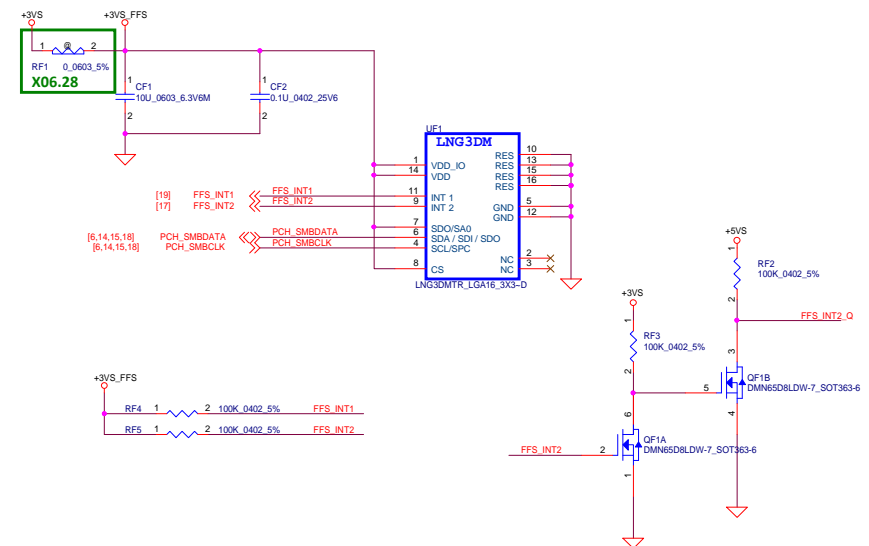 +3VS
+3VS_FFS
1
@
2
RF1
0_0603_5%
X06.28
1
CF1
10U_0603_6.3V6M
2
1
CF2
0.1U_0402_25V6
2
UF1
LNG3DM
1
VDD_IO
14
VDD
11
INT 1
9
INT 2
7
SDO/SA0
6
SDA / SDI / SDO
4
SCL/SPC
8
CS
RES
10
RES
13
RES
15
RES
16
GND
5
GND
12
NC
2
NC
3
LNG3DMTR_LGA16_3X3-D
[19]
FFS_INT1
FFS_INT1
[17]
FFS_INT2
FFS_INT2
[6,14,15,18]
PCH_SMBDATA
PCH_SMBDATA
[6,14,15,18]
PCH_SMBCLK
PCH_SMBCLK
+5VS
1
RF2
100K_0402_5%
2
FFS_INT2_Q
+3VS
1
RF3
100K_0402_5%
2
3
5
QF1B
DMN65D8LDW-7_SOT363-6
4
6
FFS_INT2
2
QF1A
DMN65D8LDW-7_SOT363-6
1
+3VS_FFS
RF4
1
2
100K_0402_5%
FFS_INT1
RF5
1
2
100K_0402_5%
FFS_INT2